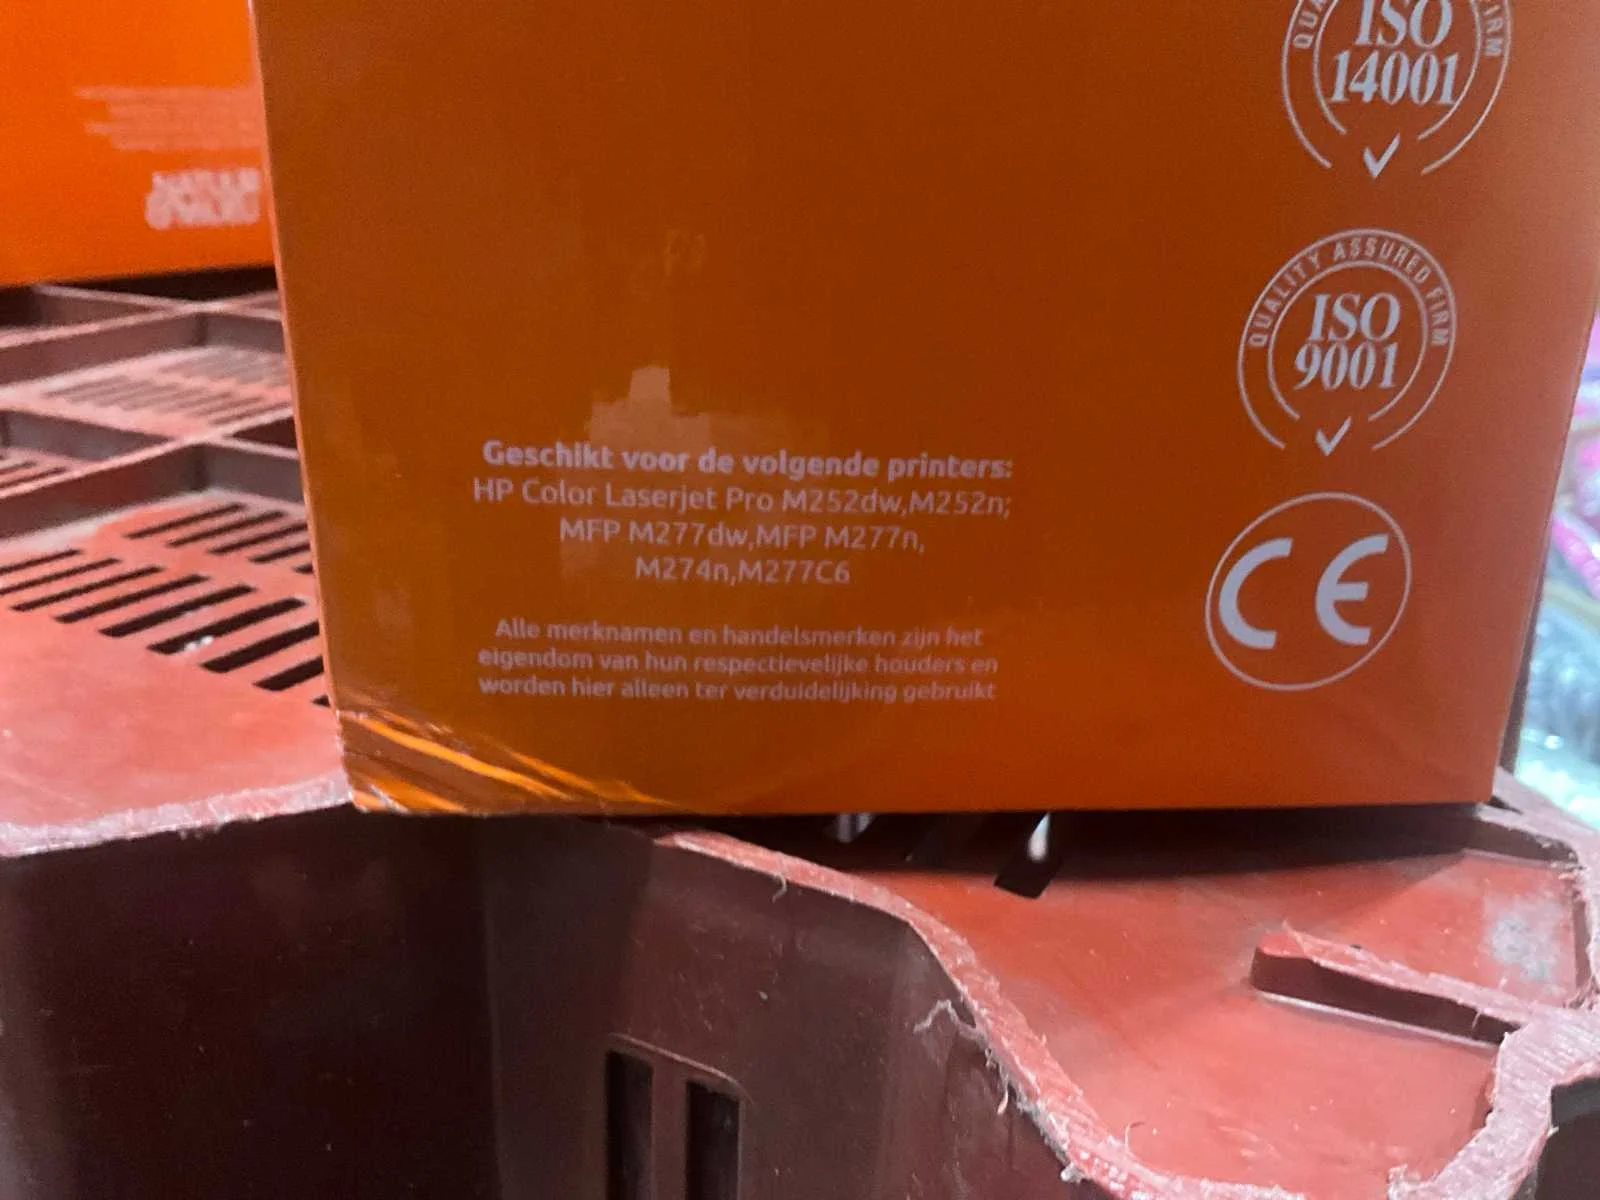 QUA
FIRM
ISO
14001
QUALITY ASSURED FIRM
ISO
9001
Geschikt voor de volgende printers:
HP Color Laserjet Pro M252dw,M252n;
MFP M277dw,MFP M277n,
M274n,M277C6
CE
Alle merknamen en handelsmerken zijn het
eigendom van hun respectievelijke houders en
worden hier alleen ter verduidelijking gebruikt